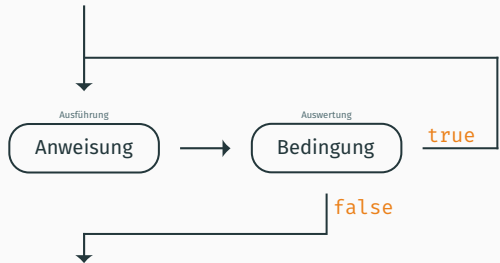 Ausführung
Anweisung
Auswertung
Bedingung
true
false